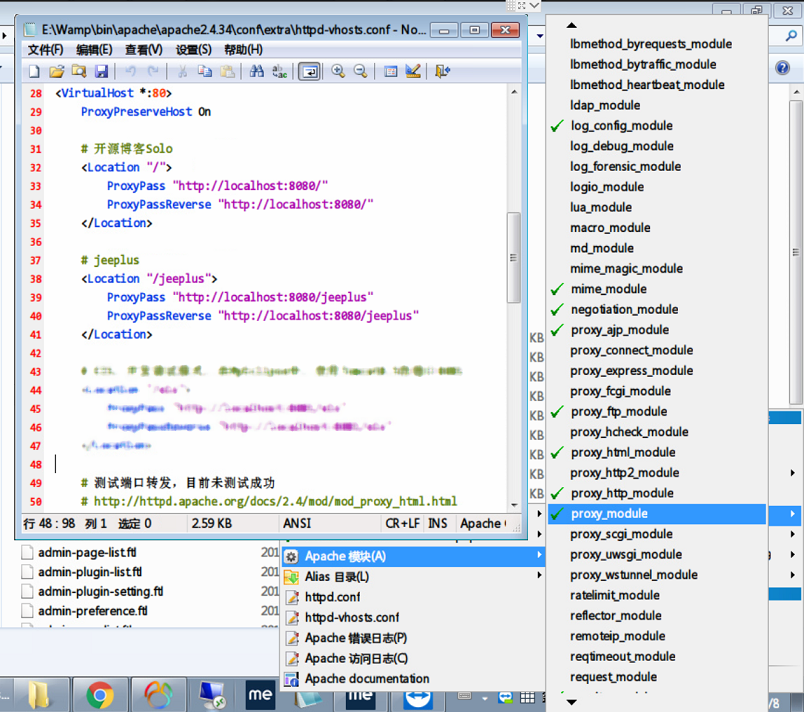 E:\Wamp\bin\apache\apache2.4.34\conf\extra\httpd-vhosts.conf - No...
文件(F) 编辑(E) 查看(V) 设置(S) 帮助(H)
28 <VirtualHost *:80>
29 ProxyPreserveHost On
30
31 # 开源博客Solo
32 <Location "/">
33 ProxyPass "http://localhost:8080/"
34 ProxyPassReverse "http://localhost:8080/"
35 </Location>
36
37 # jeeplus
38 <Location "/jeeplus">
39 ProxyPass "http://localhost:8080/jeeplus"
40 ProxyPassReverse "http://localhost:8080/jeeplus"
41 </Location>
42
43
44
45
46
47
48
49 # 测试端口转发，目前未测试成功
50 # http://httpd.apache.org/docs/2.4/mod/mod_proxy_html.html
行 48 : 98 列 1 选定 0 2.59 KB ANSI CR+LF INS Apache
admin-page-list.ftl 201
admin-plugin-list.ftl 201
admin-plugin-setting.ftl 201
admin-preference.ftl 201
Apache 模块(A)
Alias 目录(L)
httpd.conf
httpd-vhosts.conf
Apache 错误日志(P)
Apache 访问日志(C)
Apache documentation
KB
KB
KB
KB
KB
KB
KB
KB
KB
lbmethod_byrequests_module
lbmethod_bytraffic_module
lbmethod_heartbeat_module
ldap_module
log_config_module
log_debug_module
log_forensic_module
logio_module
lua_module
macro_module
md_module
mime_magic_module
mime_module
negotiation_module
proxy_ajp_module
proxy_connect_module
proxy_express_module
proxy_fcgi_module
proxy_ftp_module
proxy_hcheck_module
proxy_html_module
proxy_http2_module
proxy_http_module
proxy_module
proxy_scgi_module
proxy_uwsgi_module
proxy_wstunnel_module
ratelimit_module
reflector_module
remoteip_module
reqtimeout_module
request_module
me
me
/8